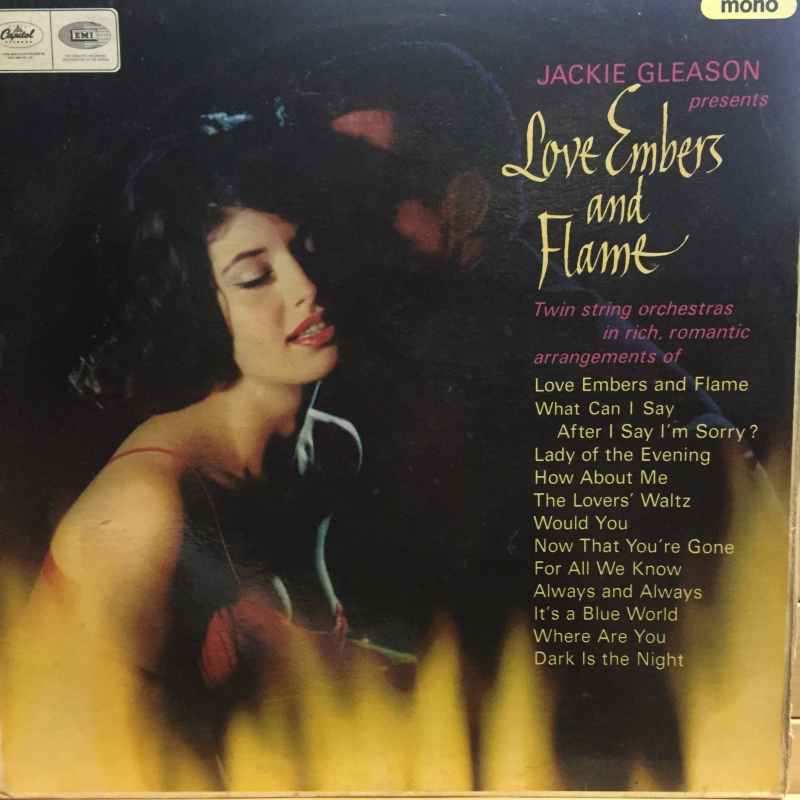 mono
Capitol
EMI
JACKIE GLEASON
presents
Love Embers
and
Flame
Twin string orchestras
in rich, romantic
arrangements of
Love Embers and Flame
What Can I Say
After I Say I'm Sorry?
Lady of the Evening
How About Me
The Lovers' Waltz
Would You
Now That You're Gone
For All We Know
Always and Always
It's a Blue World
Where Are You
Dark Is the Night